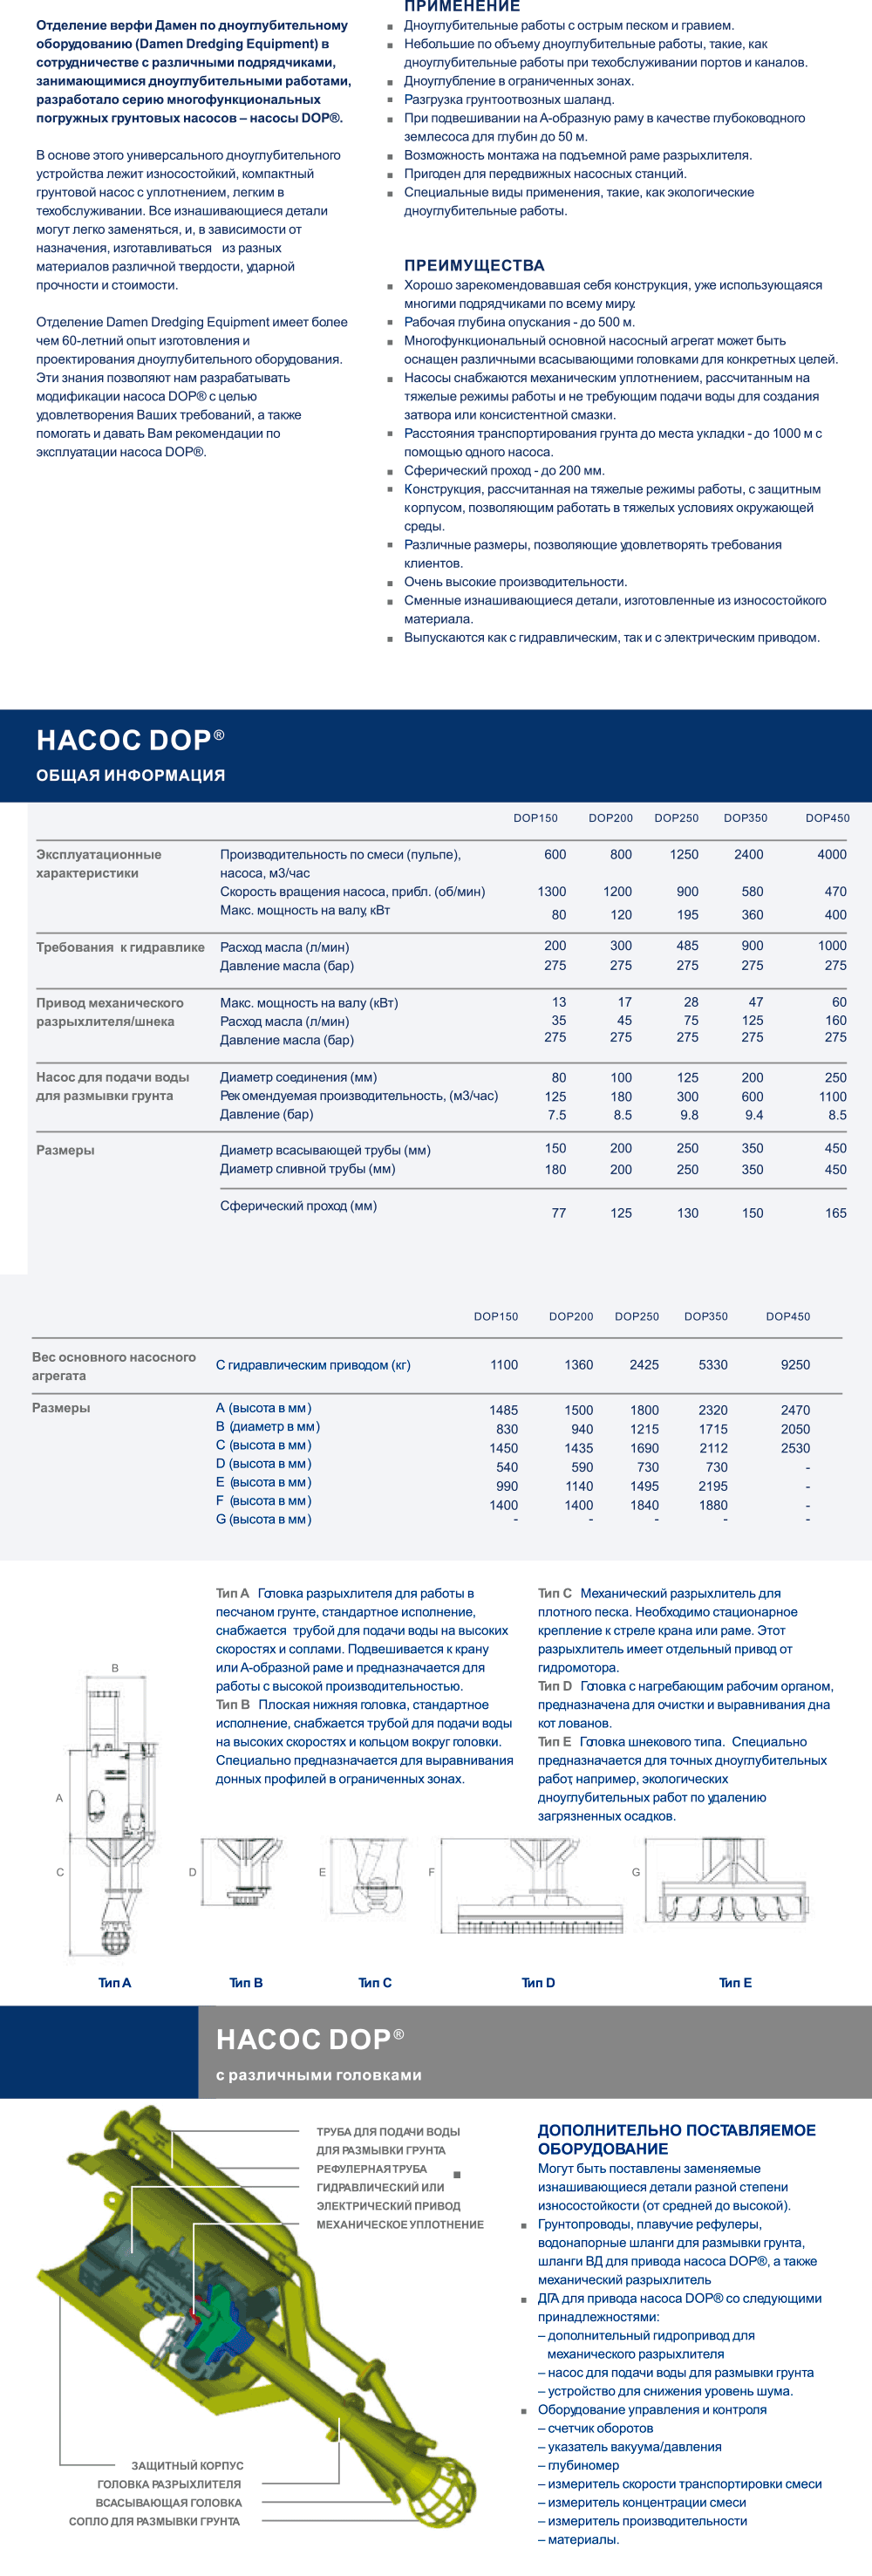 Отделение верфи Дамен по дноуглубительному
оборудованию (Damen Dredging Equipment) в
сотрудничестве с различными подрядчиками,
занимающимися дноуглубительными работами,
разработало серию многофункциональных
погружных грунтовых насосов – насосы DOP®.
В основе этого универсального дноуглубительного
устройства лежит износостойкий, компактный
грунтовой насос с уплотнением, легким в
техобслуживании. Все изнашивающиеся детали
могут легко заменяться, и, в зависимости от
назначения, изготавливаться из разных
материалов различной твердости, ударной
прочности и стоимости.
Отделение Damen Dredging Equipment имеет более
чем 60-летний опыт изготовления и
проектирования дноуглубительного оборудования.
Эти знания позволяют нам разрабатывать
модификации насоса DOP® с целью
удовлетворения Ваших требований, а также
помогать и давать Вам рекомендации по
эксплуатации насоса DOP®.
ПРИМЕНЕНИЕ
Дноуглубительные работы с острым песком и гравием.
Небольшие по объему дноуглубительные работы, такие, как
дноуглубительные работы при техобслуживании портов и каналов.
Дноуглубление в ограниченных зонах.
Разгрузка грунтоотвозных шаланд.
При подвешивании на А-образную раму в качестве глубоководного
землесоса для глубин до 50 м.
Возможность монтажа на подъемной раме разрыхлителя.
Пригоден для передвижных насосных станций.
Специальные виды применения, такие, как экологические
дноуглубительные работы.
ПРЕИМУЩЕСТВА
Хорошо зарекомендовавшая себя конструкция, уже использующаяся
многими подрядчиками по всему миру.
Рабочая глубина опускания - до 500 м.
Многофункциональный основной насосный агрегат может быть
оснащен различными всасывающими головками для конкретных целей.
Насосы снабжаются механическим уплотнением, рассчитанным на
тяжелые режимы работы и не требующим подачи воды для создания
затвора или консистентной смазки.
Расстояния транспортирования грунта до места укладки - до 1000 м с
помощью одного насоса.
Сферический проход - до 200 мм.
Конструкция, рассчитанная на тяжелые режимы работы, с защитным
корпусом, позволяющим работать в тяжелых условиях окружающей
среды.
Различные размеры, позволяющие удовлетворять требования
клиентов.
Очень высокие производительности.
Сменные изнашивающиеся детали, изготовленные из износостойкого
материала.
Выпускаются как с гидравлическим, так и с электрическим приводом.
НАСОС DOP®
ОБЩАЯ ИНФОРМАЦИЯ
DOP150 DOP200 DOP250 DOP350 DOP450
Эксплуатационные Производительность по смеси (пульпе), 600 800 1250 2400 4000
характеристики насоса, м3/час
Скорость вращения насоса, прибл. (об/мин) 1300 1200 900 580 470
Макс. мощность на валу, кВт 80 120 195 360 400
Требования к гидравлике Расход масла (л/мин) 200 300 485 900 1000
Давление масла (бар) 275 275 275 275 275
Привод механического Макс. мощность на валу (кВт) 13 17 28 47 60
разрыхлителя/шнека Расход масла (л/мин) 35 45 75 125 160
Давление масла (бар) 275 275 275 275 275
Насос для подачи воды Диаметр соединения (мм) 80 100 125 200 250
для размывки грунта Рекомендуемая производительность, (м3/час) 125 180 300 600 1100
Давление (бар) 7.5 8.5 9.8 9.4 8.5
Размеры Диаметр всасывающей трубы (мм) 150 200 250 350 450
Диаметр сливной трубы (мм) 180 200 250 350 450
Сферический проход (мм) 77 125 130 150 165
DOP150 DOP200 DOP250 DOP350 DOP450
Вес основного насосного С гидравлическим приводом (кг) 1100 1360 2425 5330 9250
агрегата
Размеры A (высота в мм) 1485 1500 1800 2320 2470
B (диаметр в мм) 830 940 1215 1715 2050
C (высота в мм) 1450 1435 1690 2112 2530
D (высота в мм) 540 590 730 730 -
E (высота в мм) 990 1140 1495 2195 -
F (высота в мм) 1400 1400 1840 1880 -
G (высота в мм) - - - - -
Тип A Головка разрыхлителя для работы в
песчаном грунте, стандартное исполнение,
снабжается трубой для подачи воды на высоких
скоростях и соплами. Подвешивается к крану
или А-образной раме и предназначается для
работы с высокой производительностью.
Тип B Плоская нижняя головка, стандартное
исполнение, снабжается трубой для подачи воды
на высоких скоростях и кольцом вокруг головки.
Специально предназначается для выравнивания
донных профилей в ограниченных зонах.
Тип C Механический разрыхлитель для
плотного песка. Необходимо стационарное
крепление к стреле крана или раме. Этот
разрыхлитель имеет отдельный привод от
гидромотора.
Тип D Головка с нагребающим рабочим органом,
предназначена для очистки и выравнивания дна
котлованов.
Тип E Головка шнекового типа. Специально
предназначается для точных дноуглубительных
работ, например, экологических
дноуглубительных работ по удалению
загрязненных осадков.
B
A
C D E F G
Тип A Тип B Тип C Тип D Тип E
НАСОС DOP®
с различными головками
ТРУБА ДЛЯ ПОДАЧИ ВОДЫ
ДЛЯ РАЗМЫВКИ ГРУНТА
РЕФУЛЕРНАЯ ТРУБА
ГИДРАВЛИЧЕСКИЙ ИЛИ
ЭЛЕКТРИЧЕСКИЙ ПРИВОД
МЕХАНИЧЕСКОЕ УПЛОТНЕНИЕ
ЗАЩИТНЫЙ КОРПУС
ГОЛОВКА РАЗРЫХЛИТЕЛЯ
ВСАСЫВАЮЩАЯ ГОЛОВКА
СОПЛО ДЛЯ РАЗМЫВКИ ГРУНТА
ДОПОЛНИТЕЛЬНО ПОСТАВЛЯЕМОЕ
ОБОРУДОВАНИЕ
Могут быть поставлены заменяемые
изнашивающиеся детали разной степени
износостойкости (от средней до высокой).
Грунтопроводы, плавучие рефулеры,
водонапорные шланги для размывки грунта,
шланги ВД для привода насоса DOP®, а также
механический разрыхлитель
ДГА для привода насоса DOP® со следующими
принадлежностями:
– дополнительный гидропривод для
механического разрыхлителя
– насос для подачи воды для размывки грунта
– устройство для снижения уровень шума.
Оборудование управления и контроля
– счетчик оборотов
– указатель вакуума/давления
– глубиномер
– измеритель скорости транспортировки смеси
– измеритель концентрации смеси
– измеритель производительности
– материалы.